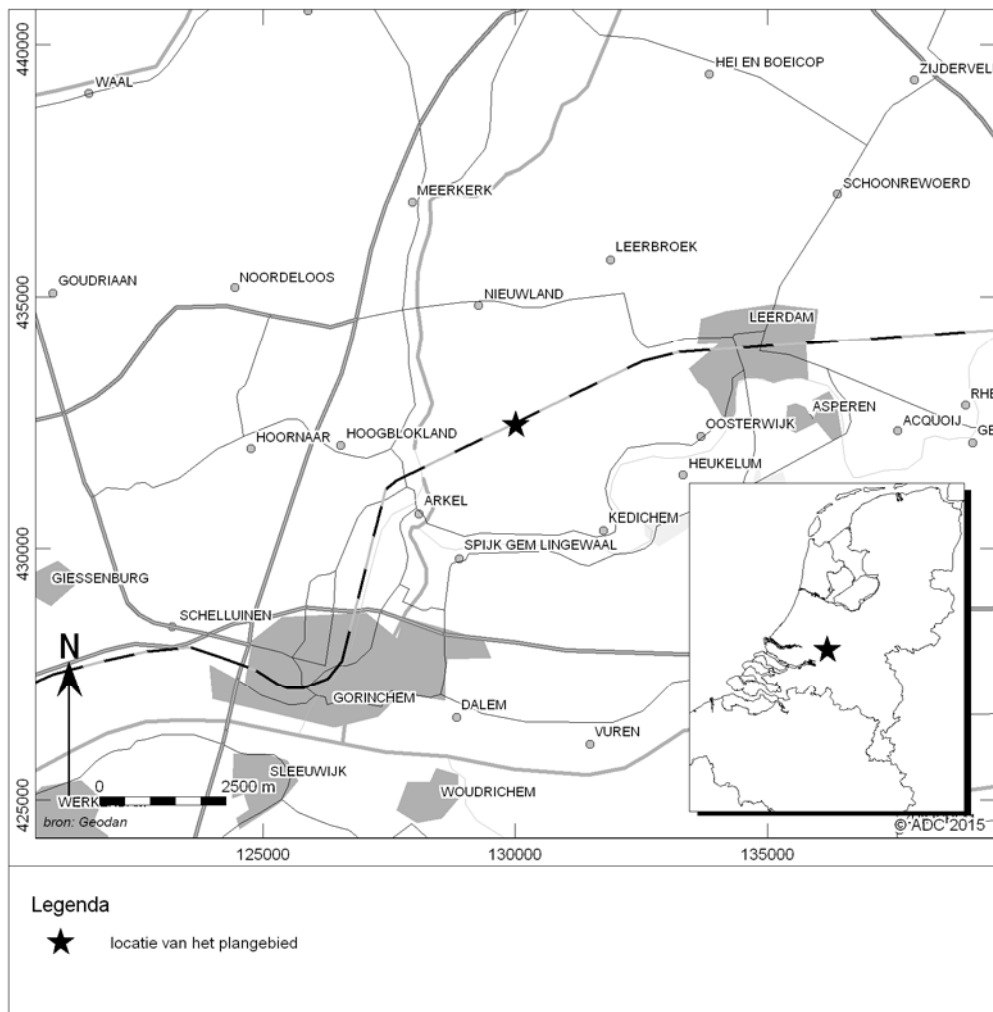 440000
HEI EN BOEICOP
WAAL
MEERKERK
SCHOONREWOERD
LEERBROEK
GOUDRIAAN
NOORDELOOS
435000
NIEUWLAND
LEERDAM
ASPEREN
OOSTERWIJK
ACQUOIJ
HOORNAAR
HOOGBLOKLAND
HEUKELUM
ARKEL
KEDICHEM
430000
SPIJK GEM LINGEWAAL
GIESSENBURG
SCHELLUINEN
N
GORINCHEM
DALEM
VUREN
SLEEUWIJK
0
2500 m
WOUDRICHEM
425000
bron: Geodan
© ADC 2015
125000
130000
135000
Legenda
locatie van het plangebied